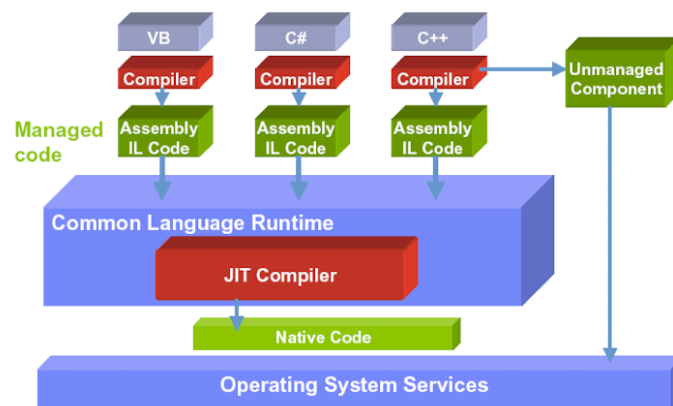 VB
C#
C++
Compiler
Compiler
Compiler
Unmanaged
Component
Managed
code
Assembly
IL Code
Assembly
IL Code
Assembly
IL Code
Common Language Runtime
JIT Compiler
Native Code
Operating System Services